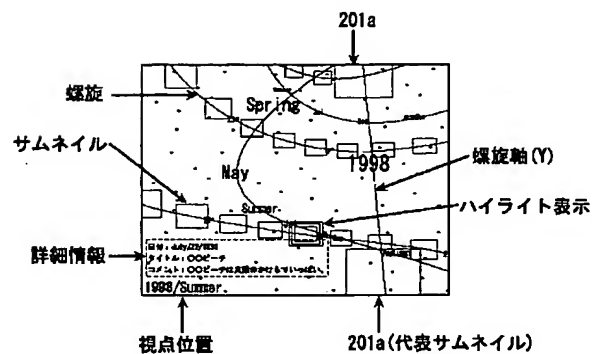 201a
螺旋
Spring
サムネイル
1998
螺旋軸(Y)
May
ハイライト表示
Summer
詳細情報
タイトル：〇〇ビーチ
1998/Summer
視点位置
201a(代表サムネイル)